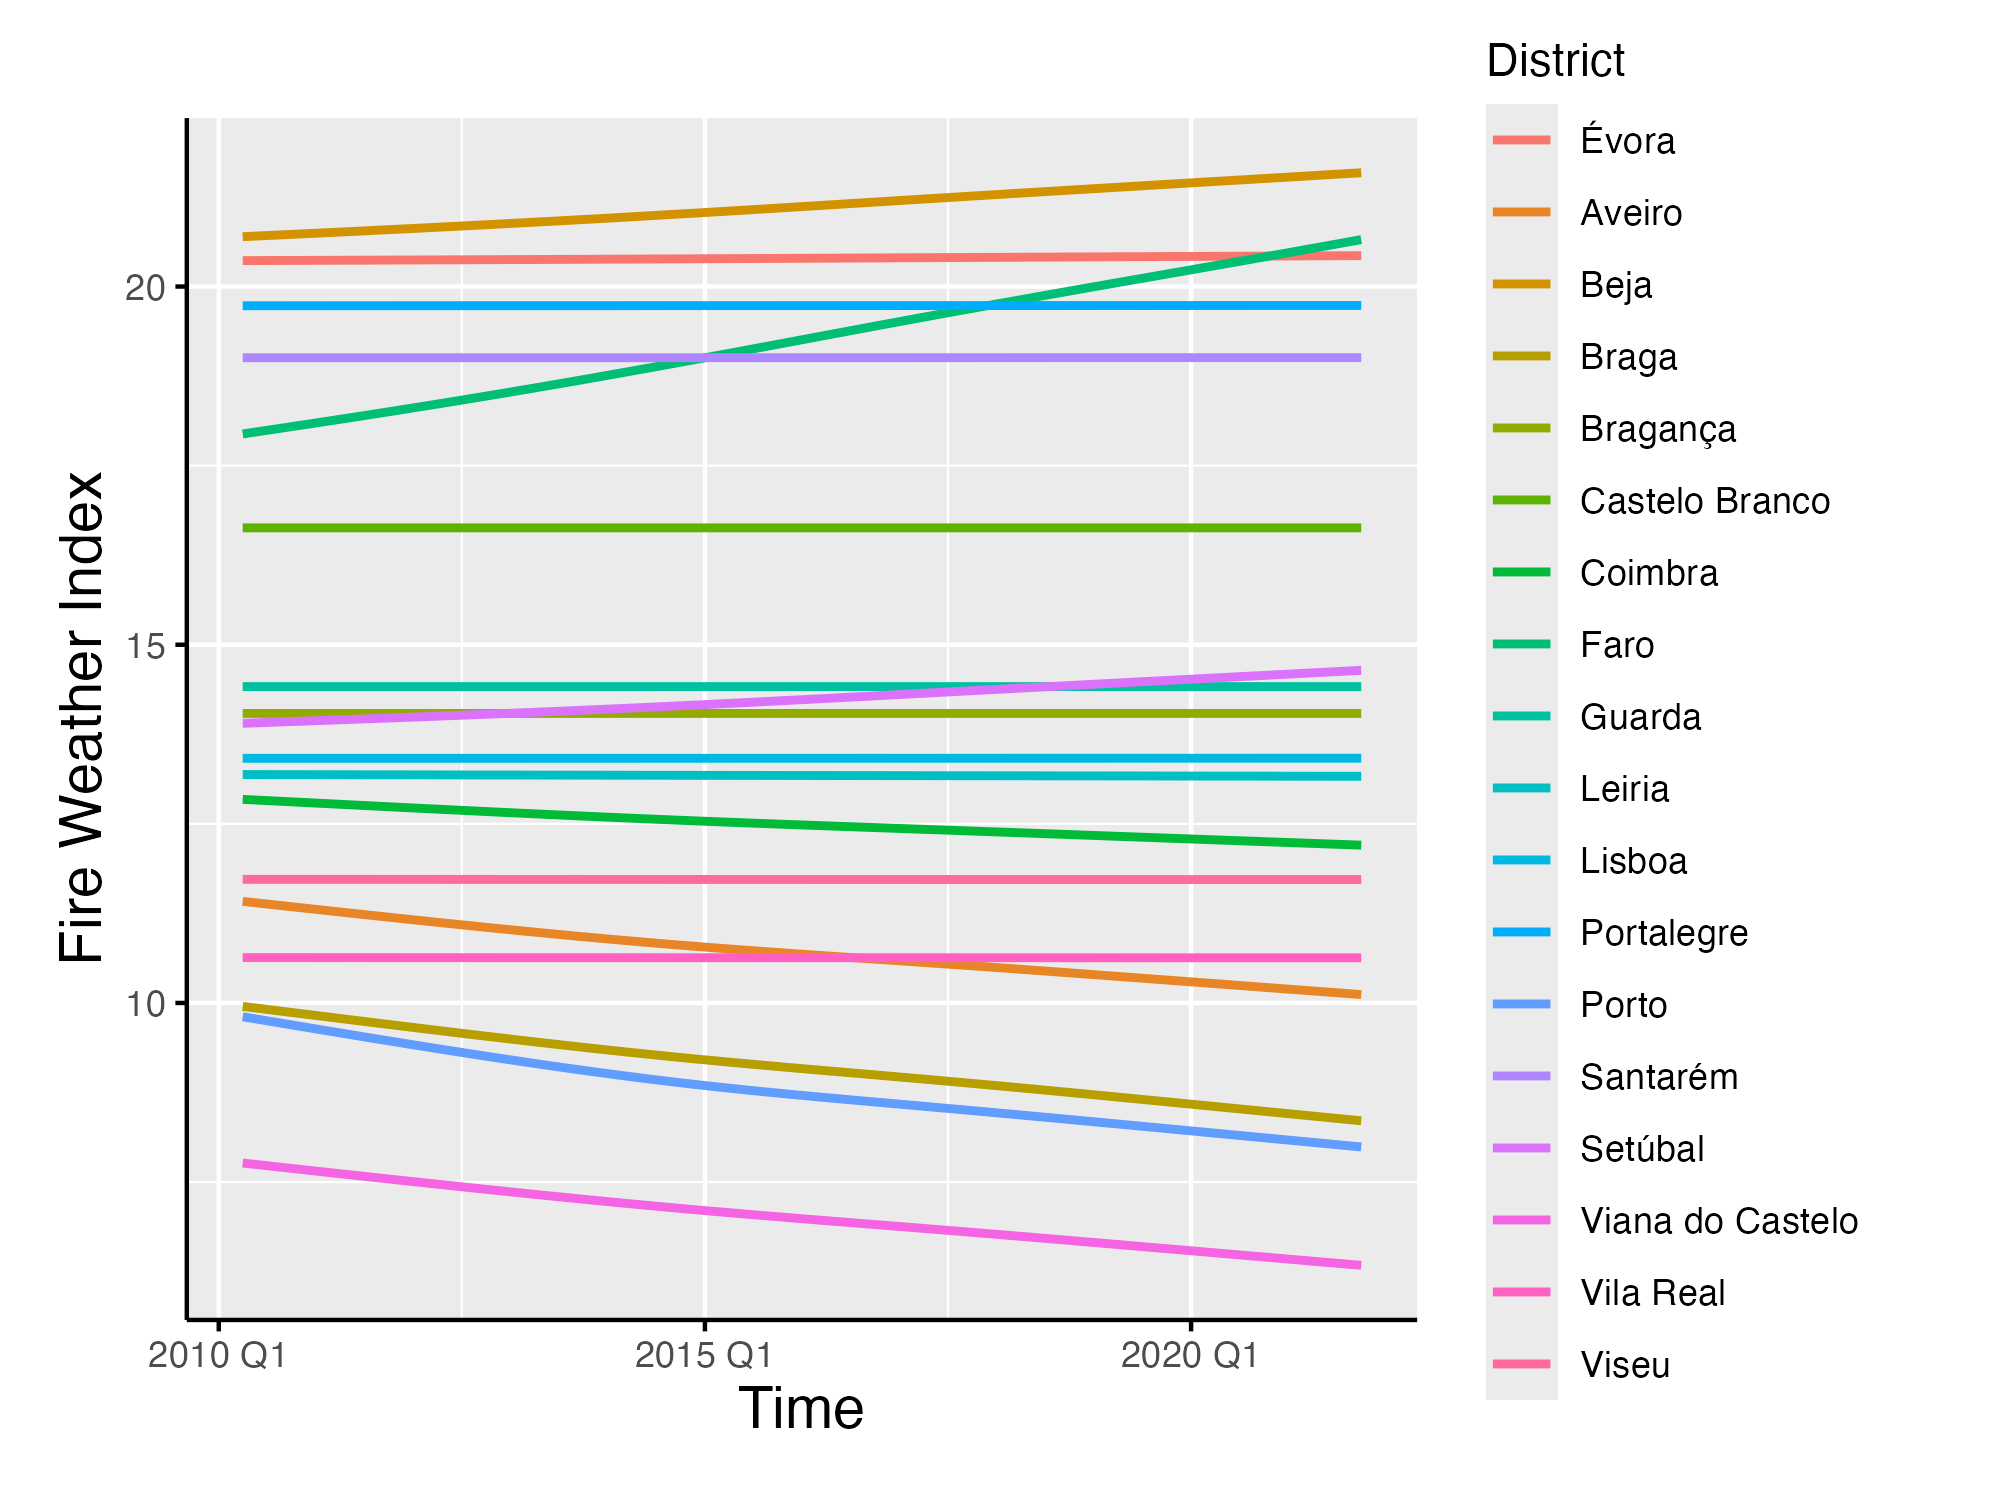 District
Évora
Aveiro
Beja
Braga
Bragança
Castelo Branco
Coimbra
Faro
Guarda
Leiria
Lisboa
Portalegre
Porto
Santarém
Setúbal
Viana do Castelo
Vila Real
Viseu
Fire Weather Index
20
15
10
2010 Q1 2015 Q1 2020 Q1
Time